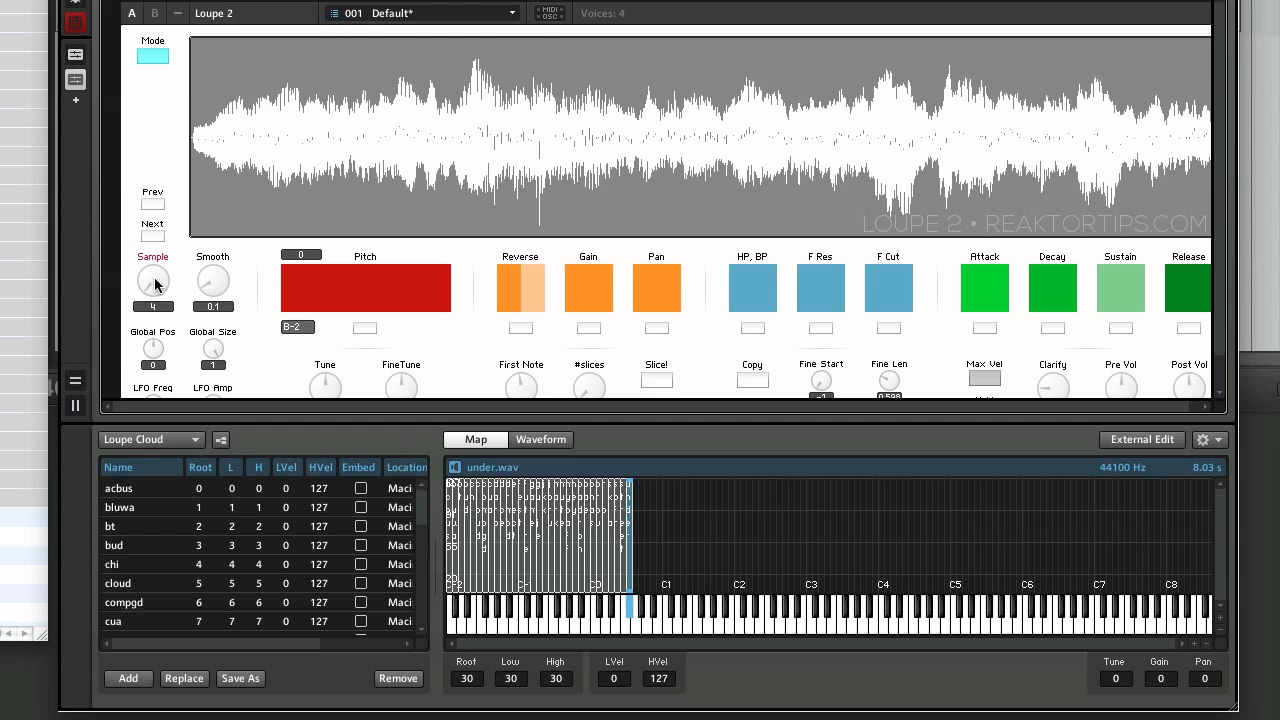 A B Loupe 2 001 Default* MIDI OSC Voices: 4
Mode
Prev
Next
LOUPE 2 • REAKTORTIPS.COM
Sample Smooth 0 Pitch Reverse Gain Pan HP, BP F Res F Cut Attack Decay Sustain Release
4 0.1
B-2
Global Pos Global Size
0 1
Tune FineTune First Note #slices Slice! Copy Fine Start Fine Len Max Vel Clarify Pre Vol Post Vol
LFO Freq LFO Amp
-1 0.598
Loupe Cloud Map Waveform External Edit
Name Root L H LVel HVel Embed Location
under.wav 44100 Hz 8.03 s
acbus 0 0 0 0 127 Maci
bluwa 1 1 1 0 127 Maci
bt 2 2 2 0 127 Maci
bud 3 3 3 0 127 Maci
chi 4 4 4 0 127 Maci
cloud 5 5 5 0 127 Maci
compgd 6 6 6 0 127 Maci
cua 7 7 7 0 127 Maci
C-2 C-1 C0 C1 C2 C3 C4 C5 C6 C7 C8
Root Low High LVel HVel Tune Gain Pan
30 30 30 0 127 0 0 0
Add Replace Save As Remove